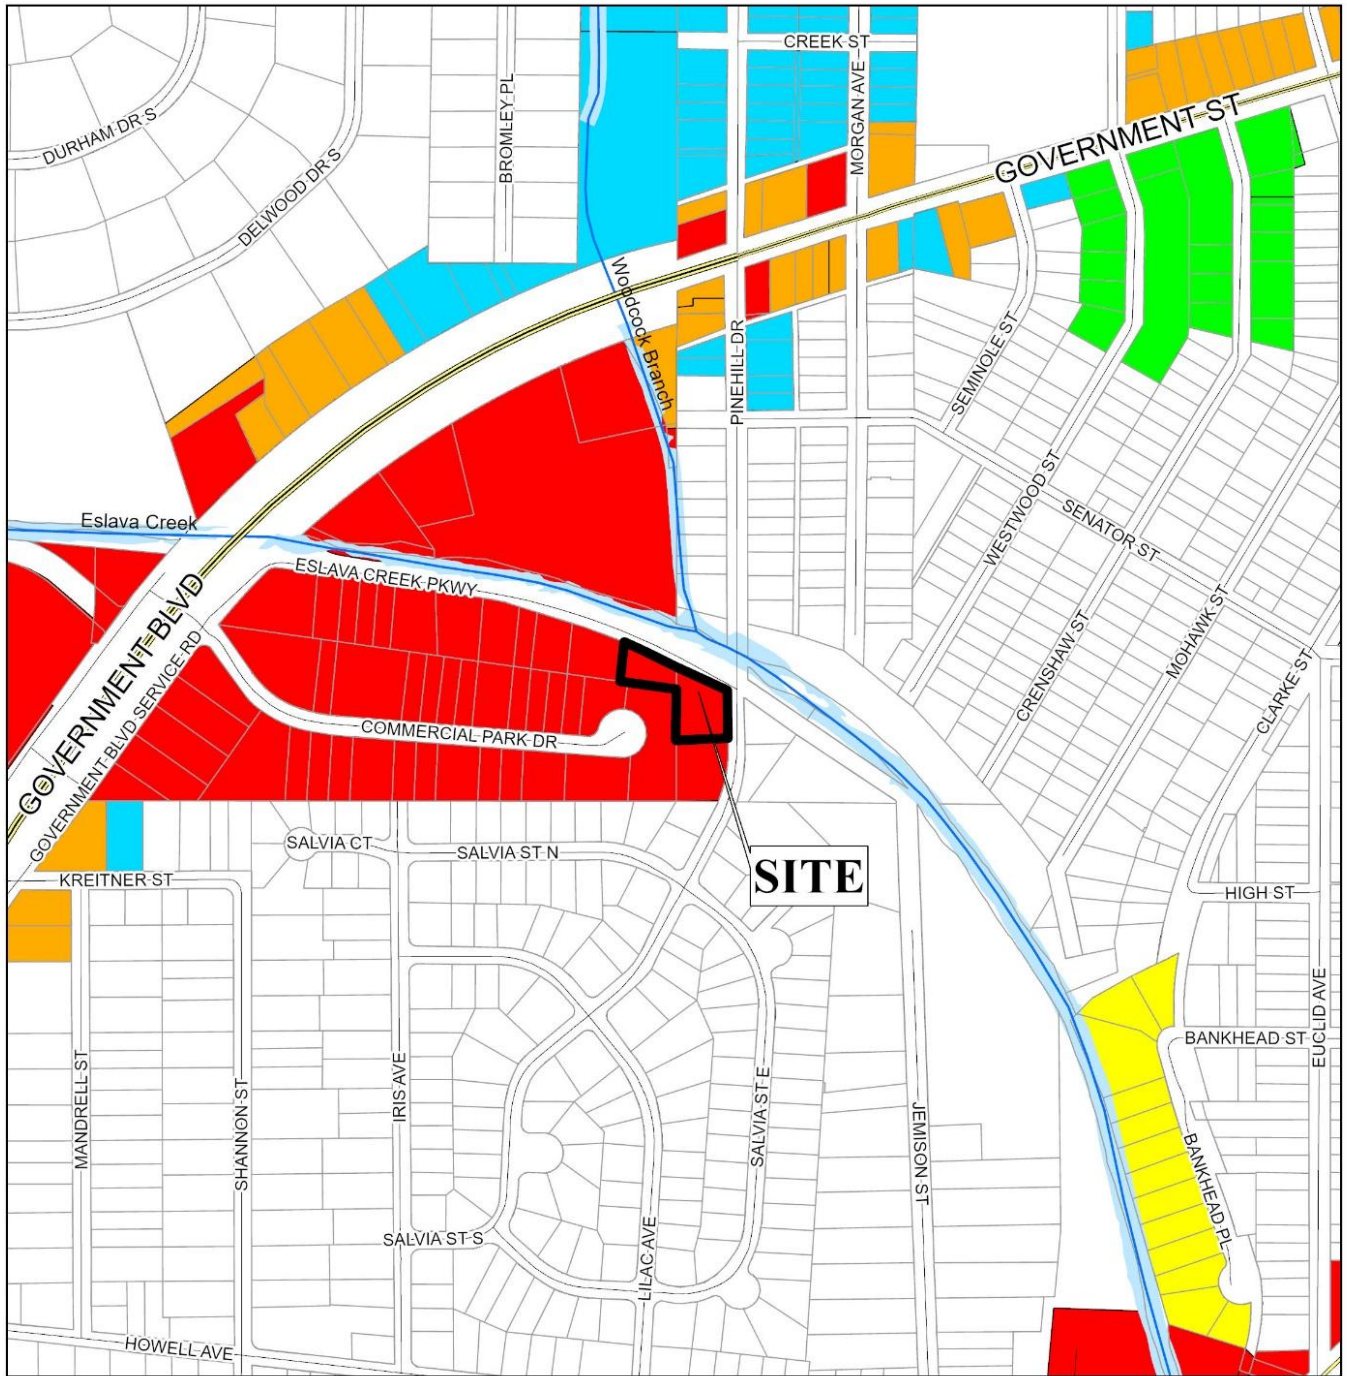 CREEK ST
MORGAN AVE
BROMLEY PL
DURHAM DR S
DELWOOD DR S
GOVERNMENT ST
Woodcock Branch
PINEHILL DR
SEMINOLE ST
WESTWOOD ST
SENATOR ST
Eslava Creek
ESLAVA CREEK PKWY
GOVERNMENT BLVD
GOVERNMENT BLVD SERVICE RD
CRENSHAW ST
MOHAWK ST
CLARKE ST
COMMERCIAL PARK DR
SALVIA CT
SALVIA ST N
SITE
KREITNER ST
HIGH ST
EUCLID AVE
BANKHEAD ST
MANDRELL ST
SHANNON ST
IRIS AVE
SALVIA ST E
JEMISON ST
BANKHEAD PL
SALVIA ST S
LILAC AVE
HOWELL AVE